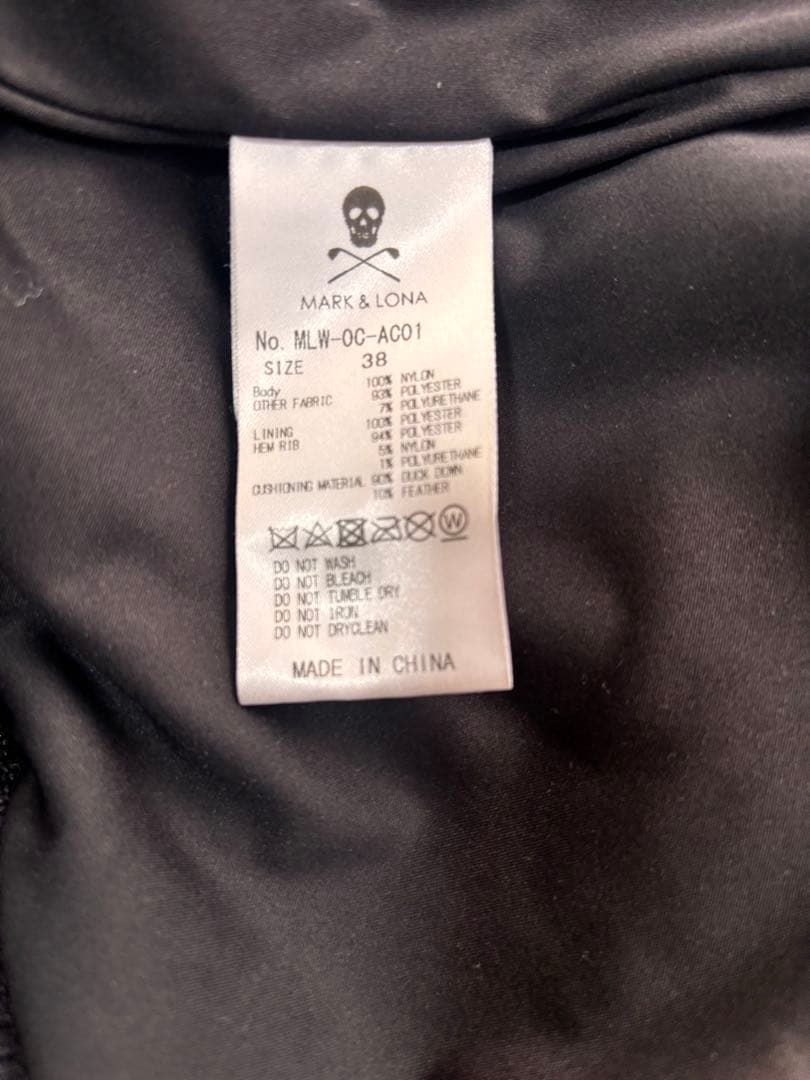 MARK & LONA
No. MLW-OC-AC01
SIZE 38
Body 100% NYLON
OTHER FABRIC 93% POLYESTER
7% POLYURETHANE
LINING 100% POLYESTER
HEM RIB 94% POLYESTER
5% NYLON
1% POLYURETHANE
CUSHIONING MATERIAL 90% DUCK DOWN
10% FEATHER
W
DO NOT WASH
DO NOT BLEACH
DO NOT TUMBLE DRY
DO NOT IRON
DO NOT DRYCLEAN
MADE IN CHINA